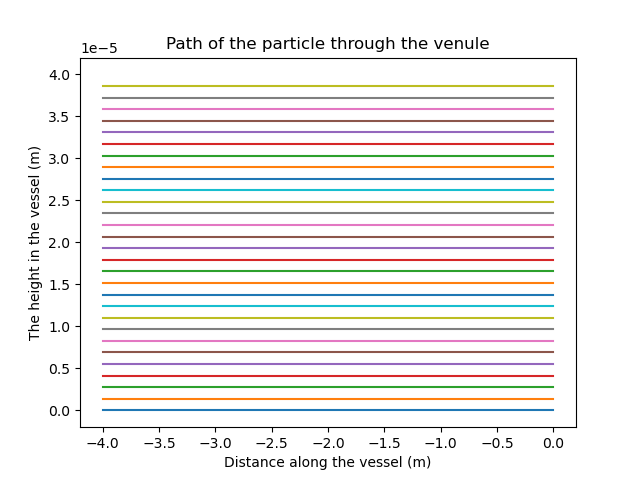 Path of the particle through the venule
1e−5
4.0
3.5
3.0
2.5
2.0
1.5
1.0
0.5
0.0
The height in the vessel (m)
−4.0 −3.5 −3.0 −2.5 −2.0 −1.5 −1.0 −0.5 0.0
Distance along the vessel (m)